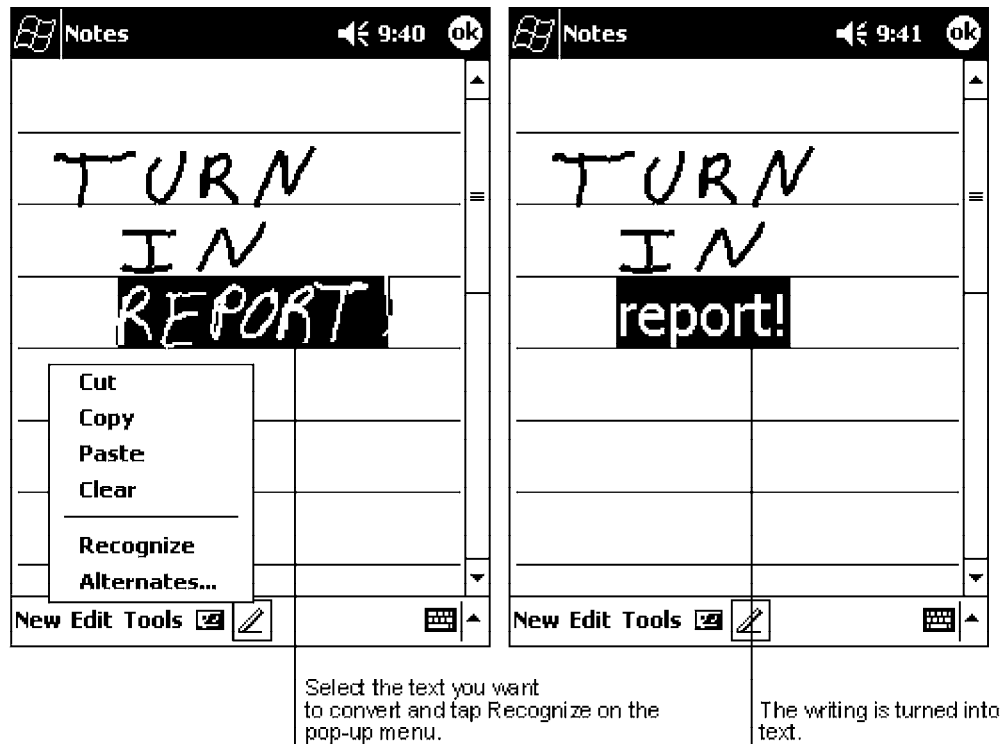 Notes 9:40 ok
TURN
IN
REPORT!
Cut
Copy
Paste
Clear
Recognize
Alternates...
New Edit Tools
Select the text you want
to convert and tap Recognize on the
pop-up menu.
Notes 9:41 ok
TURN
IN
report!
New Edit Tools
The writing is turned into
text.